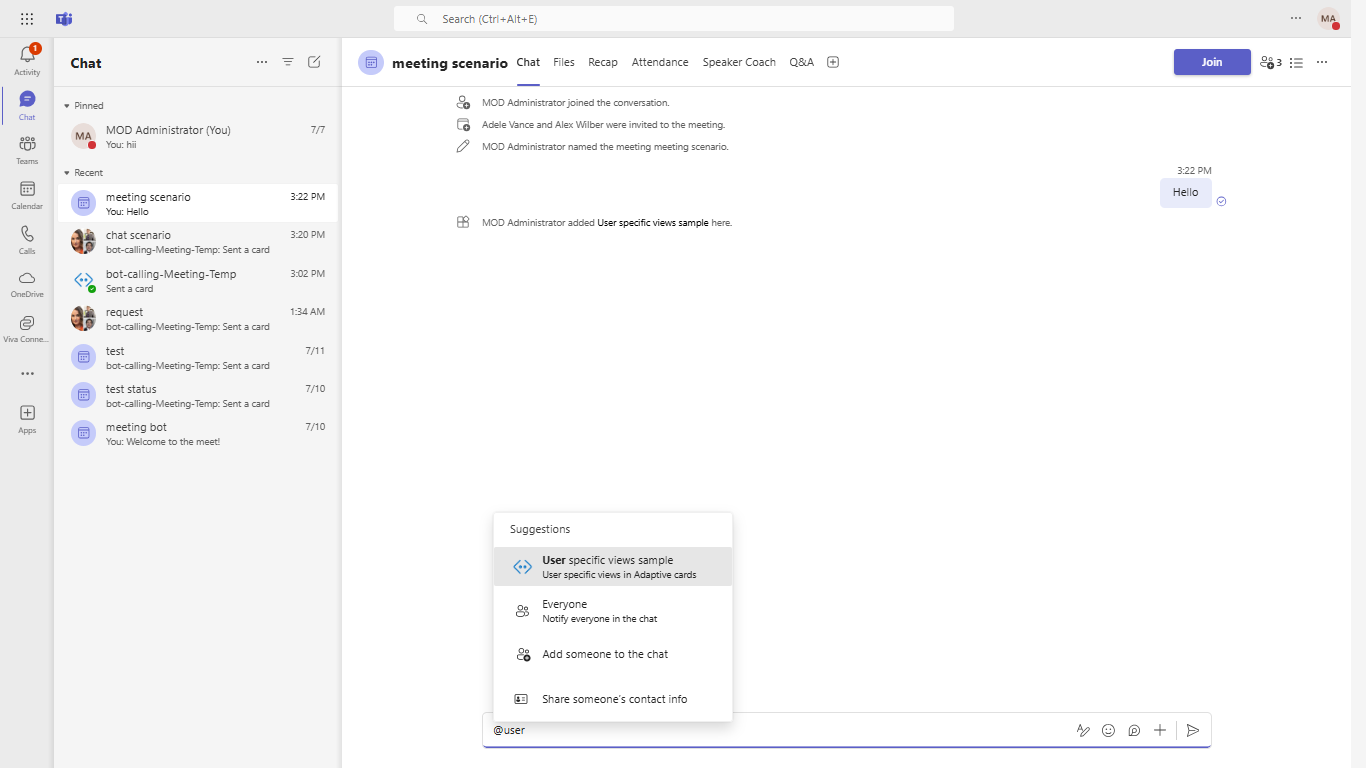 Search (Ctrl+Alt+E)
MA
1
Activity
Chat
Teams
Calendar
Calls
OneDrive
Viva Conne...
Apps
Chat
Pinned
MA
MOD Administrator (You)
7/7
You: hii
Recent
meeting scenario
3:22 PM
You: Hello
chat scenario
3:20 PM
bot-calling-Meeting-Temp: Sent a card
bot-calling-Meeting-Temp
3:02 PM
Sent a card
request
1:34 AM
bot-calling-Meeting-Temp: Sent a card
test
7/11
bot-calling-Meeting-Temp: Sent a card
test status
7/10
bot-calling-Meeting-Temp: Sent a card
meeting bot
7/10
You: Welcome to the meet!
meeting scenario
Chat
Files
Recap
Attendance
Speaker Coach
Q&A
Join
3
MOD Administrator joined the conversation.
Adele Vance and Alex Wilber were invited to the meeting.
MOD Administrator named the meeting meeting scenario.
3:22 PM
Hello
MOD Administrator added User specific views sample here.
Suggestions
User specific views sample
User specific views in Adaptive cards
Everyone
Notify everyone in the chat
Add someone to the chat
Share someone's contact info
@user